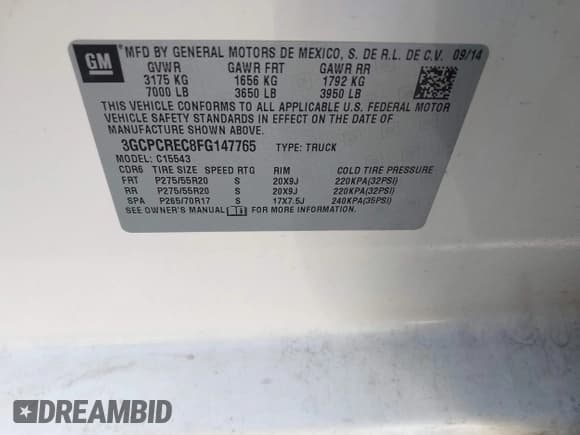 GM
MFD BY GENERAL MOTORS DE MEXICO, S. DE R.L. DE C.V. 09/14
GVWR GAWR FRT GAWR RR
3175 KG 1656 KG 1792 KG
7000 LB 3650 LB 3950 LB
THIS VEHICLE CONFORMS TO ALL APPLICABLE U.S. FEDERAL MOTOR
VEHICLE SAFETY STANDARDS IN EFFECT ON THE DATE OF
MANUFACTURE SHOWN ABOVE.
3GCPCREC8FG147765 TYPE: TRUCK
MODEL: C15543
CDR6 TIRE SIZE SPEED RTG RIM COLD TIRE PRESSURE
FRT P275/55R20 S 20X9J 220KPA(32PSI)
RR P275/55R20 S 20X9J 220KPA(32PSI)
SPA P265/70R17 S 17X7.5J 240KPA(35PSI)
SEE OWNER'S MANUAL FOR MORE INFORMATION.
DREAMBID